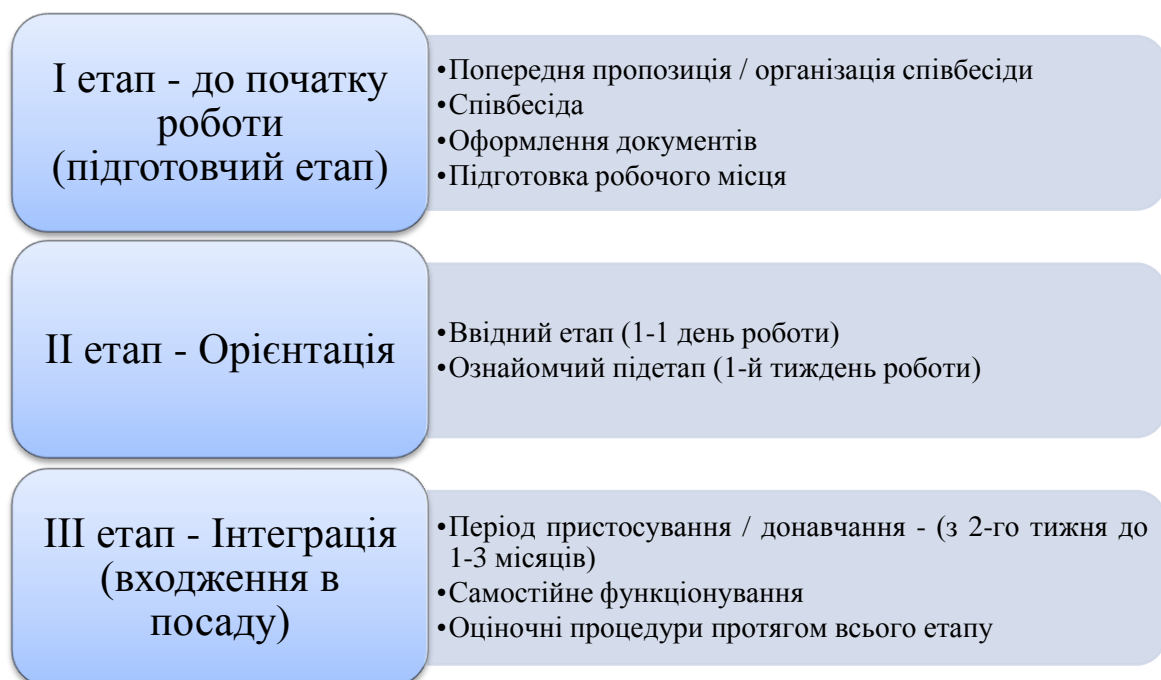 I етап - до початку
роботи
(підготовчий етап)
•Попередня пропозиція / організація співбесіди
•Співбесіда
•Оформлення документів
•Підготовка робочого місця
II етап - Орієнтація
•Ввідний етап (1-1 день роботи)
•Ознайомчий підетап (1-й тиждень роботи)
III етап - Інтеграція
(входження в
посаду)
•Період пристосування / донавчання - (з 2-го тижня до
1-3 місяців)
•Самостійне функціонування
•Оціночні процедури протягом всього етапу